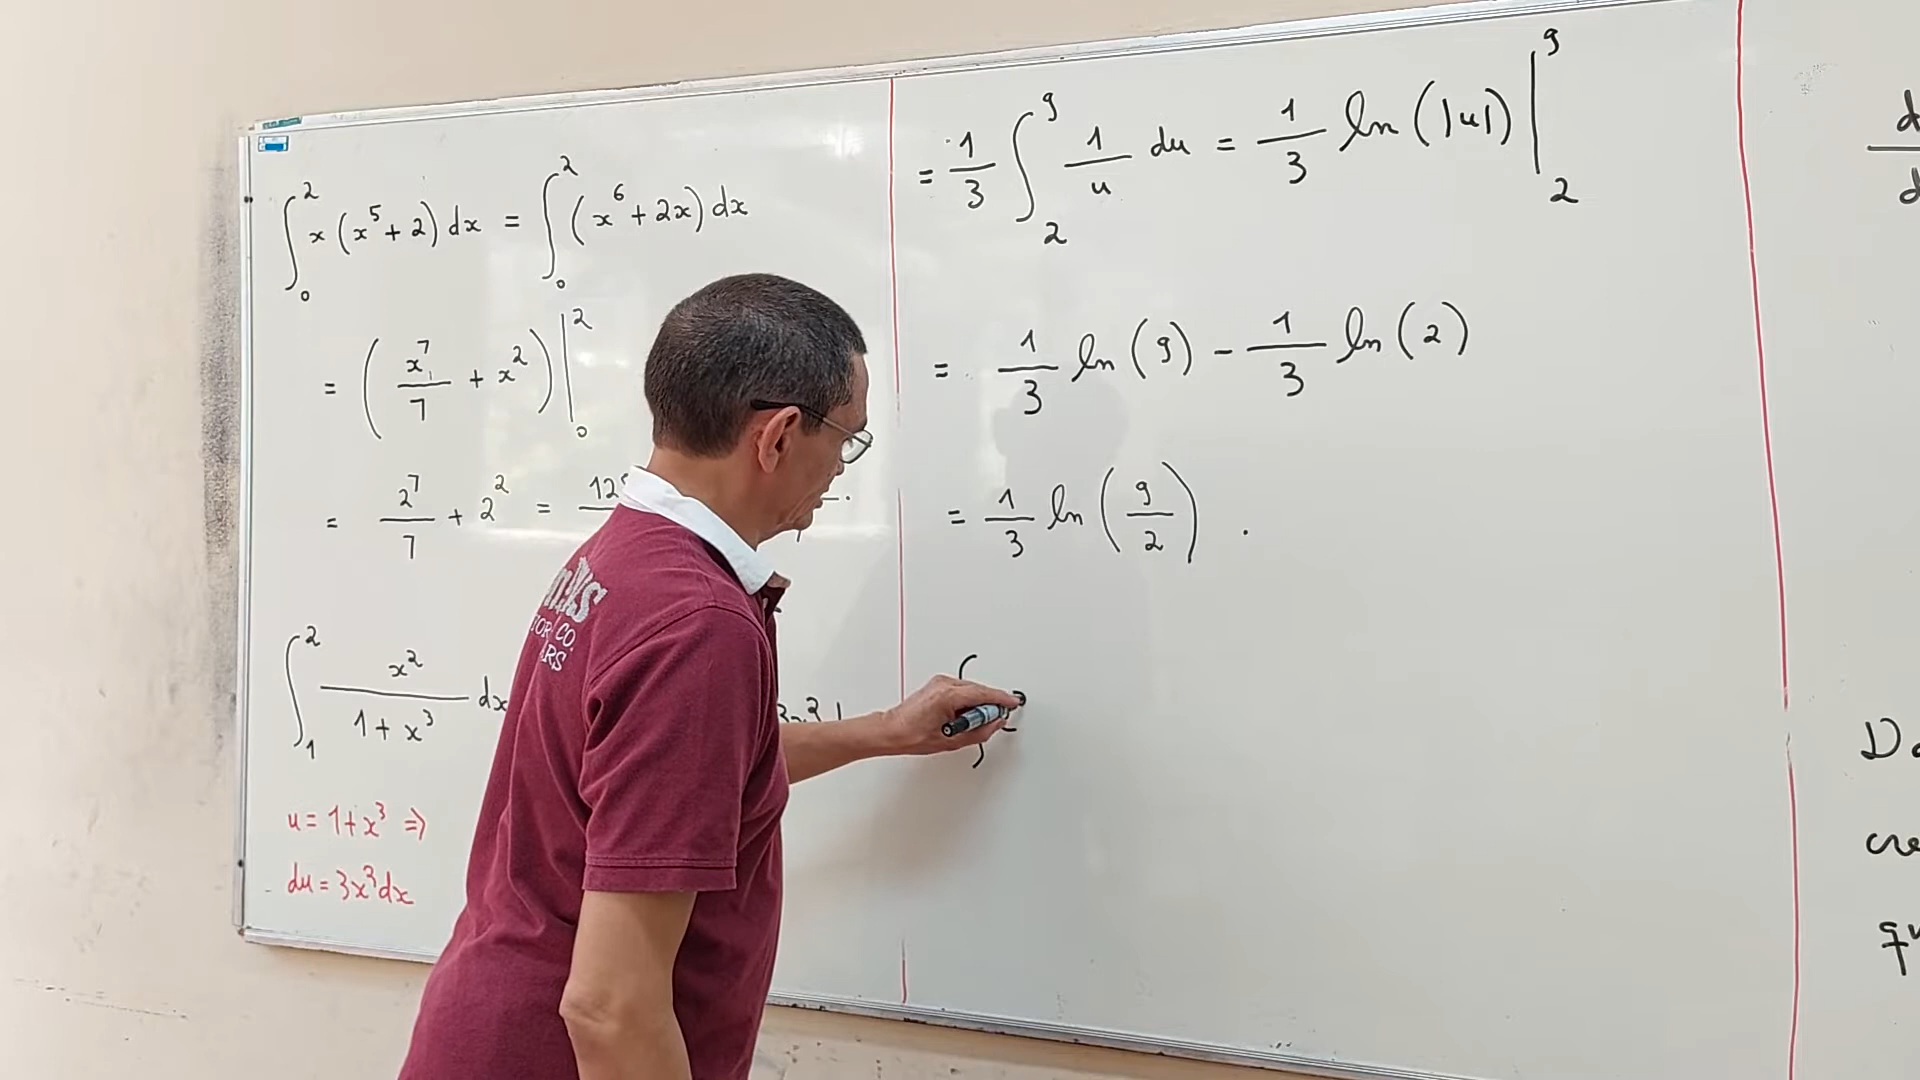 ∫₀² x(x⁵+2)dx = ∫₀² (x⁶+2x)dx
= (x⁷/7 + x²)|₀²
= 2⁷/7 + 2² =
∫₁² x²/(1+x³) dx
u = 1+x³ ⇒
du = 3x²dx
= 1/3 ∫₂⁹ 1/u du = 1/3 ln(|u|)|₂⁹
= 1/3 ln(9) − 1/3 ln(2)
= 1/3 ln(9/2) .
∫